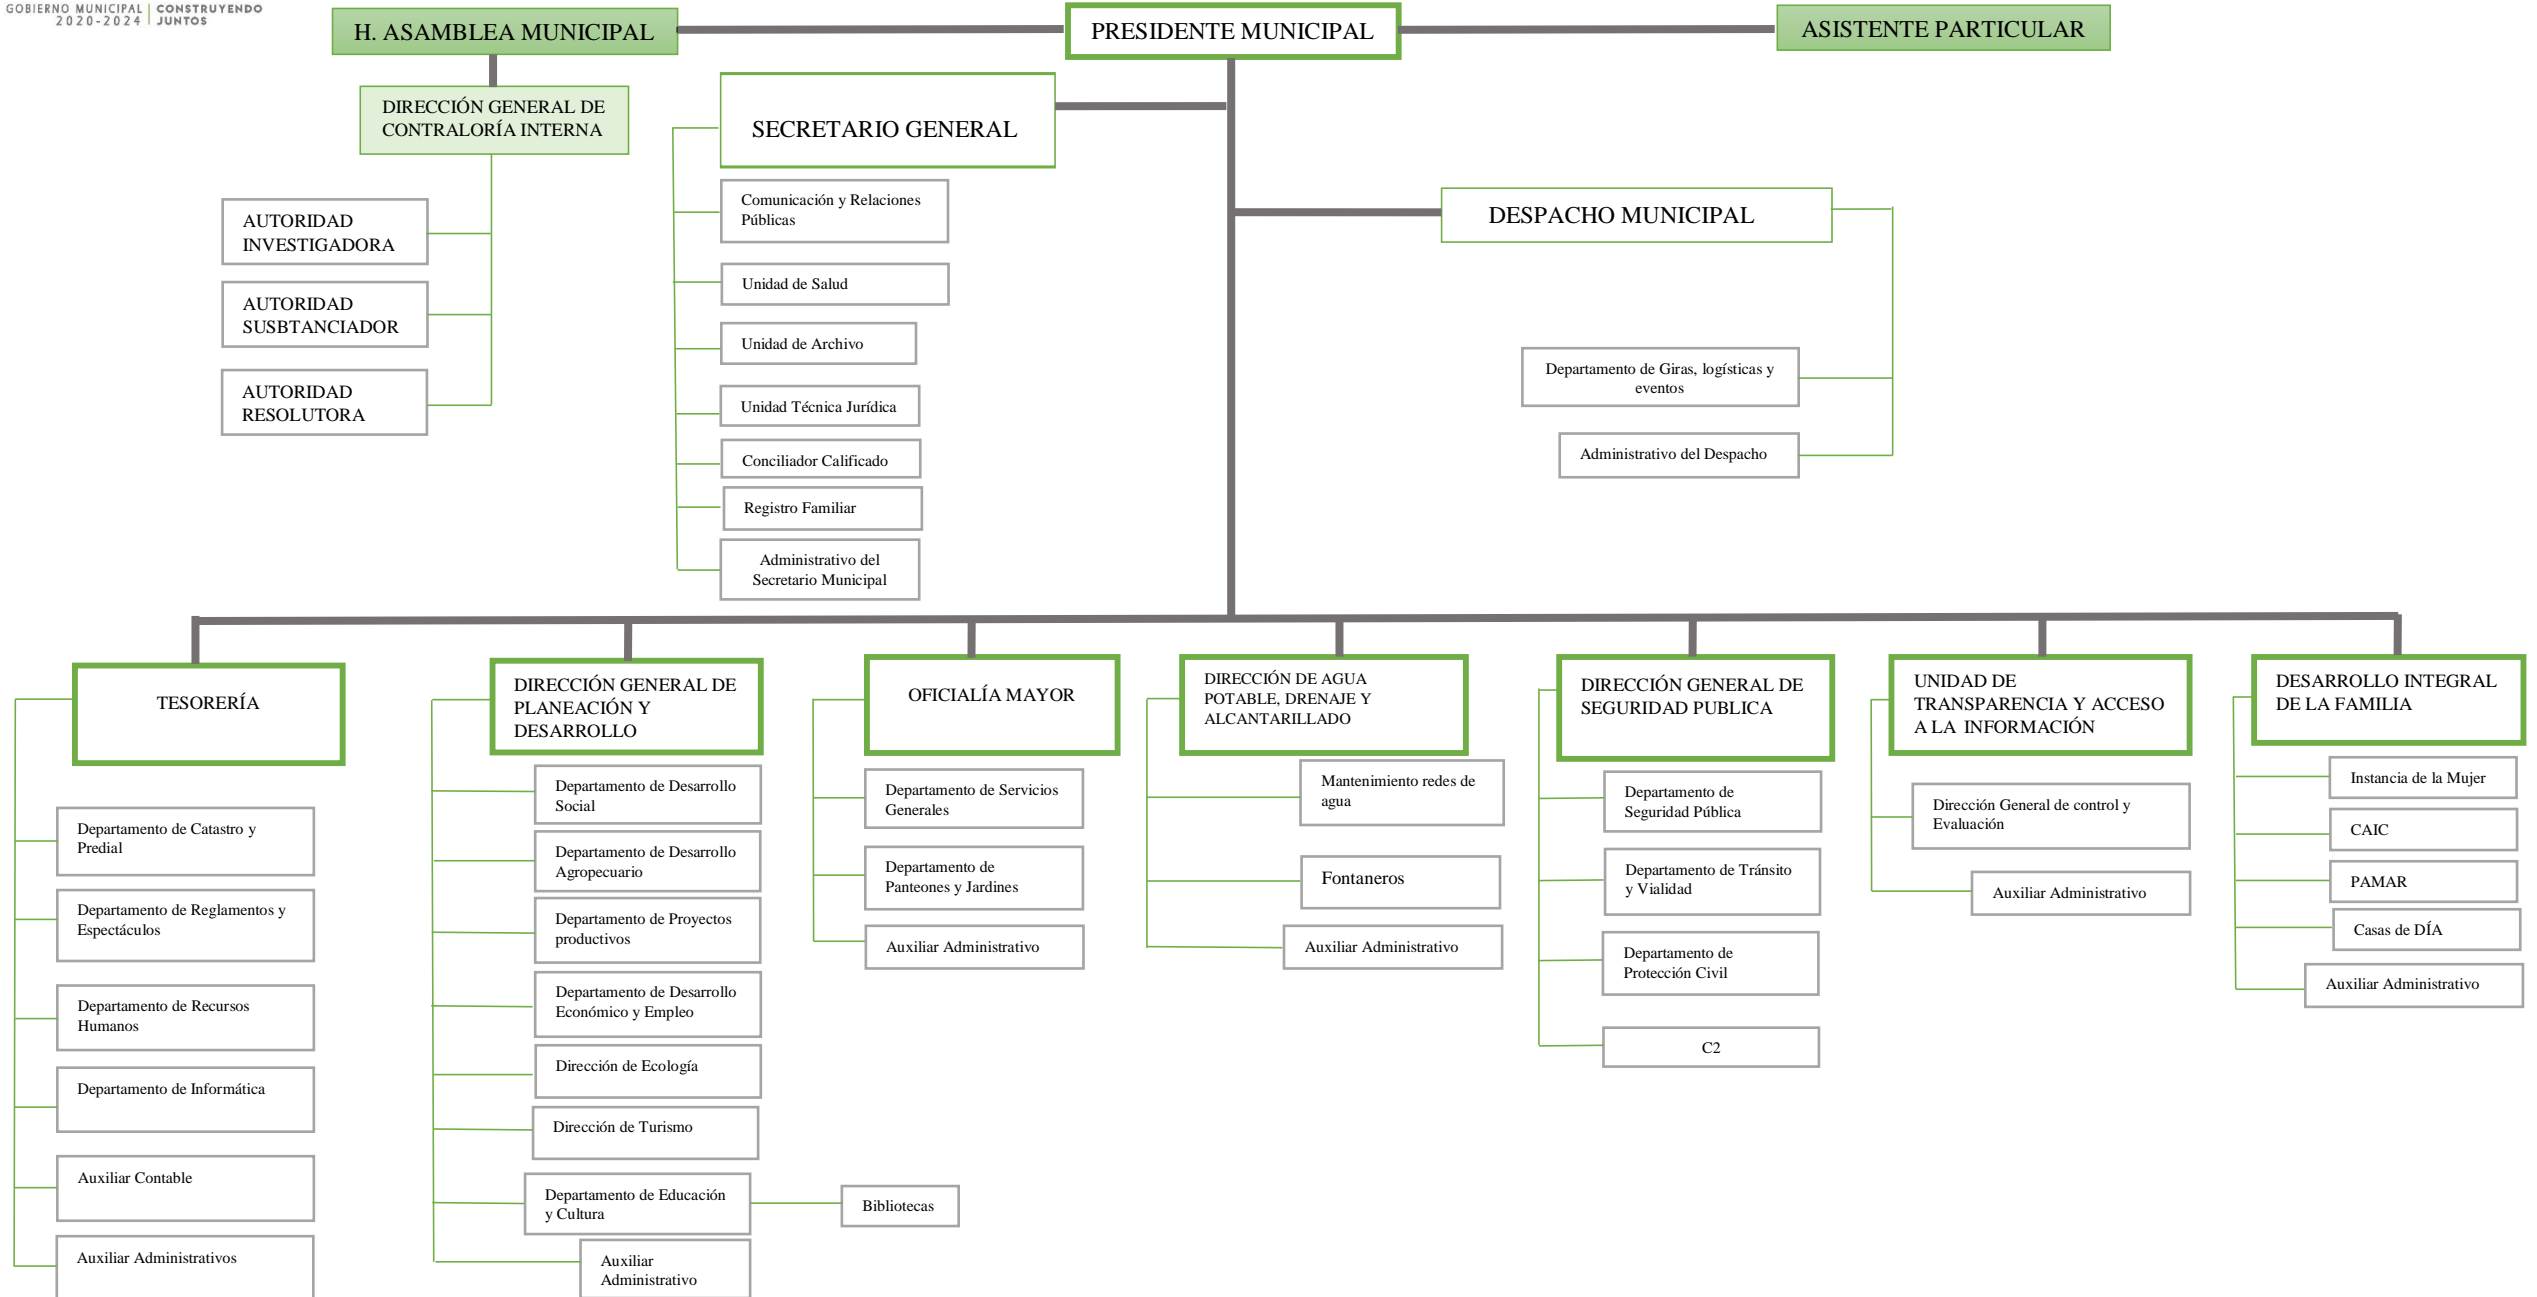 GOBIERNO MUNICIPAL
2020-2024
CONSTRUYENDO
JUNTOS
H. ASAMBLEA MUNICIPAL
PRESIDENTE MUNICIPAL
ASISTENTE PARTICULAR
DIRECCIÓN GENERAL DE
CONTRALORÍA INTERNA
AUTORIDAD
INVESTIGADORA
AUTORIDAD
SUSBTANCIADOR
AUTORIDAD
RESOLUTORA
SECRETARIO GENERAL
Comunicación y Relaciones
Públicas
Unidad de Salud
Unidad de Archivo
Unidad Técnica Jurídica
Conciliador Calificado
Registro Familiar
Administrativo del
Secretario Municipal
DESPACHO MUNICIPAL
Departamento de Giras, logísticas y
eventos
Administrativo del Despacho
TESORERÍA
Departamento de Catastro y
Predial
Departamento de Reglamentos y
Espectáculos
Departamento de Recursos
Humanos
Departamento de Informática
Auxiliar Contable
Auxiliar Administrativos
DIRECCIÓN GENERAL DE
PLANEACIÓN Y
DESARROLLO
Departamento de Desarrollo
Social
Departamento de Desarrollo
Agropecuario
Departamento de Proyectos
productivos
Departamento de Desarrollo
Económico y Empleo
Dirección de Ecología
Dirección de Turismo
Departamento de Educación
y Cultura
Bibliotecas
Auxiliar
Administrativo
OFICIALÍA MAYOR
Departamento de Servicios
Generales
Departamento de
Panteones y Jardines
Auxiliar Administrativo
DIRECCIÓN DE AGUA
POTABLE, DRENAJE Y
ALCANTARILLADO
Mantenimiento redes de
agua
Fontaneros
Auxiliar Administrativo
DIRECCIÓN GENERAL DE
SEGURIDAD PUBLICA
Departamento de
Seguridad Pública
Departamento de Tránsito
y Vialidad
Departamento de
Protección Civil
C2
UNIDAD DE
TRANSPARENCIA Y ACCESO
A LA INFORMACIÓN
Dirección General de control y
Evaluación
Auxiliar Administrativo
DESARROLLO INTEGRAL
DE LA FAMILIA
Instancia de la Mujer
CAIC
PAMAR
Casas de DÍA
Auxiliar Administrativo